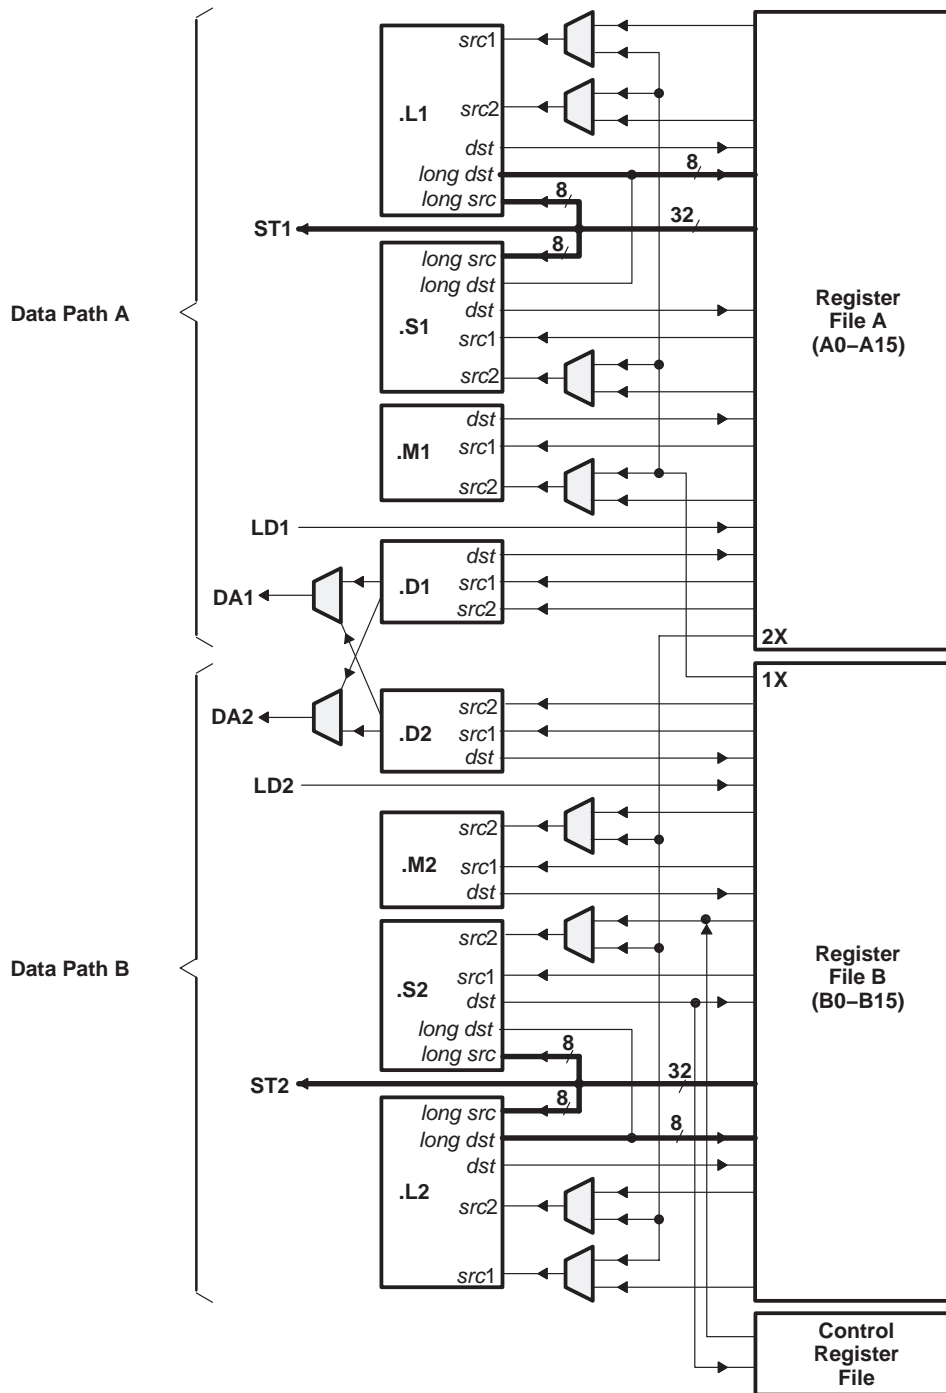 src1
src2
.L1
dst
long dst
8
long src
8
ST1
32
8
long src
long dst
dst
.S1
src1
src2
Data Path A
Register
File A
(A0–A15)
dst
.M1
src1
src2
LD1
dst
.D1
src1
src2
DA1
2X
1X
DA2
src2
.D2
src1
dst
LD2
src2
.M2
src1
dst
src2
.S2
src1
dst
long dst
long src
8
Data Path B
Register
File B
(B0–B15)
ST2
32
8
long src
long dst
8
dst
.L2
src2
src1
Control
Register
File